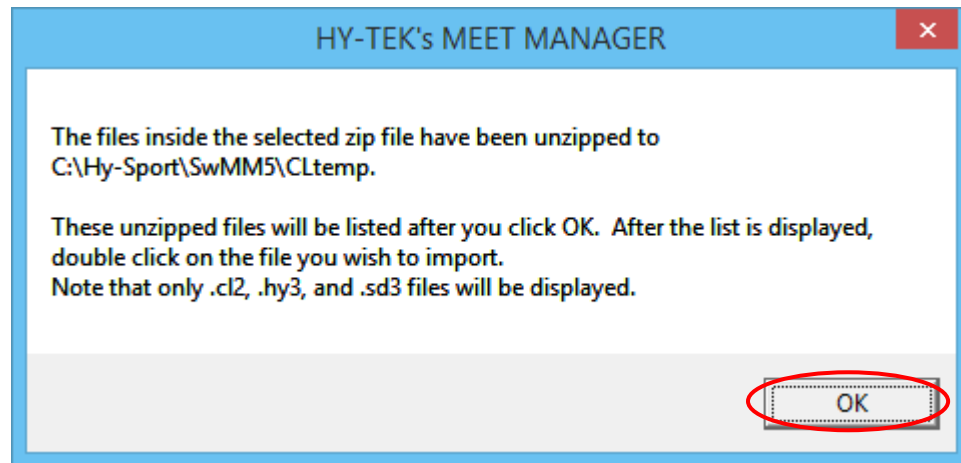 HY-TEK's MEET MANAGER
The files inside the selected zip file have been unzipped to
C:\Hy-Sport\SwMM5\CLtemp.
These unzipped files will be listed after you click OK.  After the list is displayed,
double click on the file you wish to import.
Note that only .cl2, .hy3, and .sd3 files will be displayed.
OK